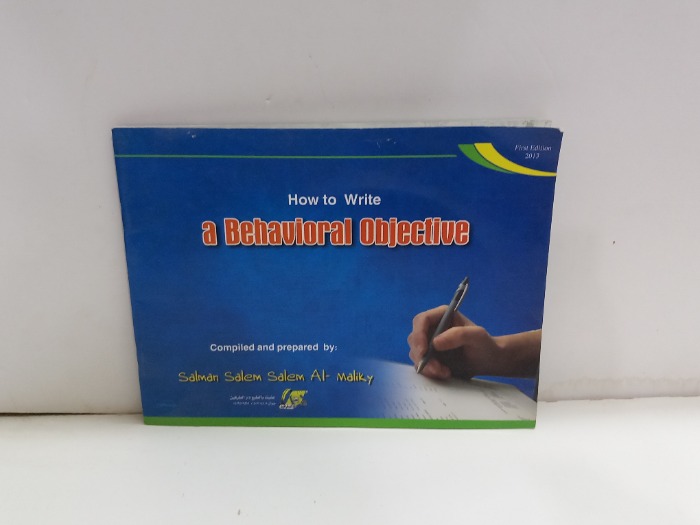 First Edition
2013
How to Write
a Behavioral Objective
Compiled and prepared by:
Salman Salem Salem Al- Maliky